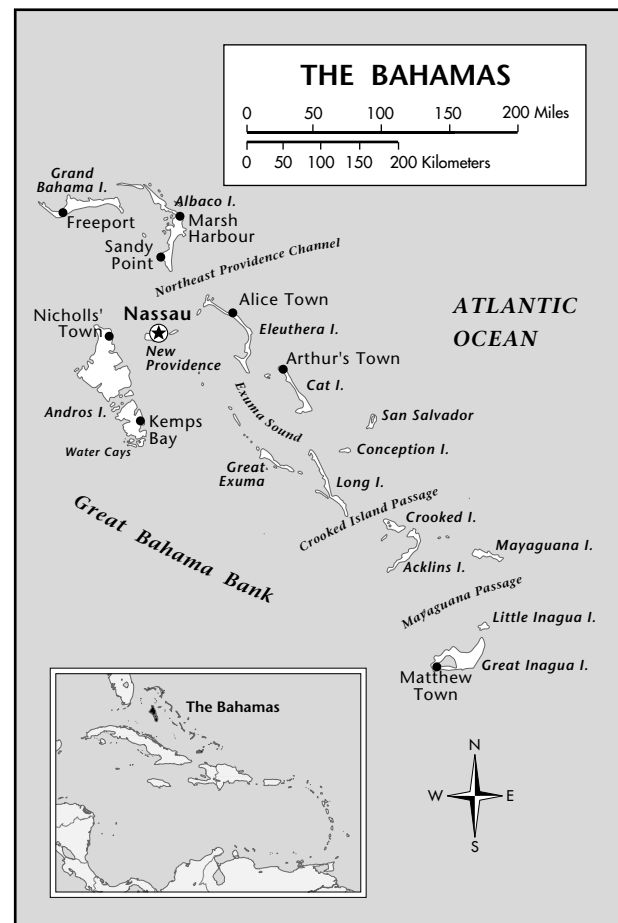 THE BAHAMAS
0 50 100 150 200 Miles
0 50 100 150 200 Kilometers
Grand
Bahama I.
Albaco I.
Freeport
Marsh
Harbour
Sandy
Point
Northeast Providence Channel
Nassau
Alice Town
Nicholls'
Town
New
Providence
Eleuthera I.
ATLANTIC
OCEAN
Arthur's Town
Cat I.
Andros I.
Kemps
Bay
Exuma Sound
San Salvador
Water Cays
Conception I.
Great
Exuma
Long I.
Great Bahama Bank
Crooked Island Passage
Crooked I.
Mayaguana I.
Acklins I.
Mayaguana Passage
Little Inagua I.
Matthew
Town
Great Inagua I.
The Bahamas
N
W E
S